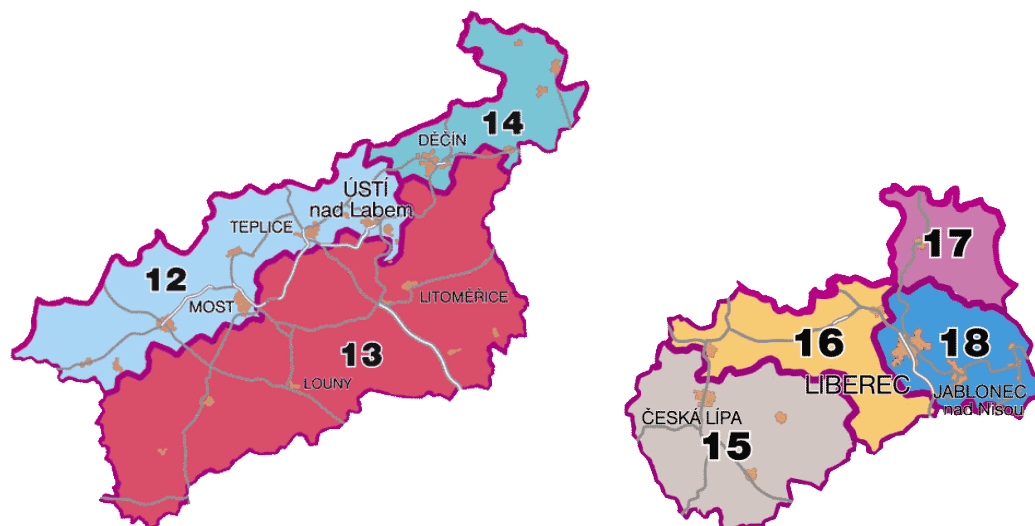 14
DĚČÍN
ÚSTÍ
nad Labem
TEPLICE
12
MOST
LITOMĚŘICE
13
LOUNY
17
16
18
LIBEREC
JABLONEC
nad Nisou
ČESKÁ LÍPA
15